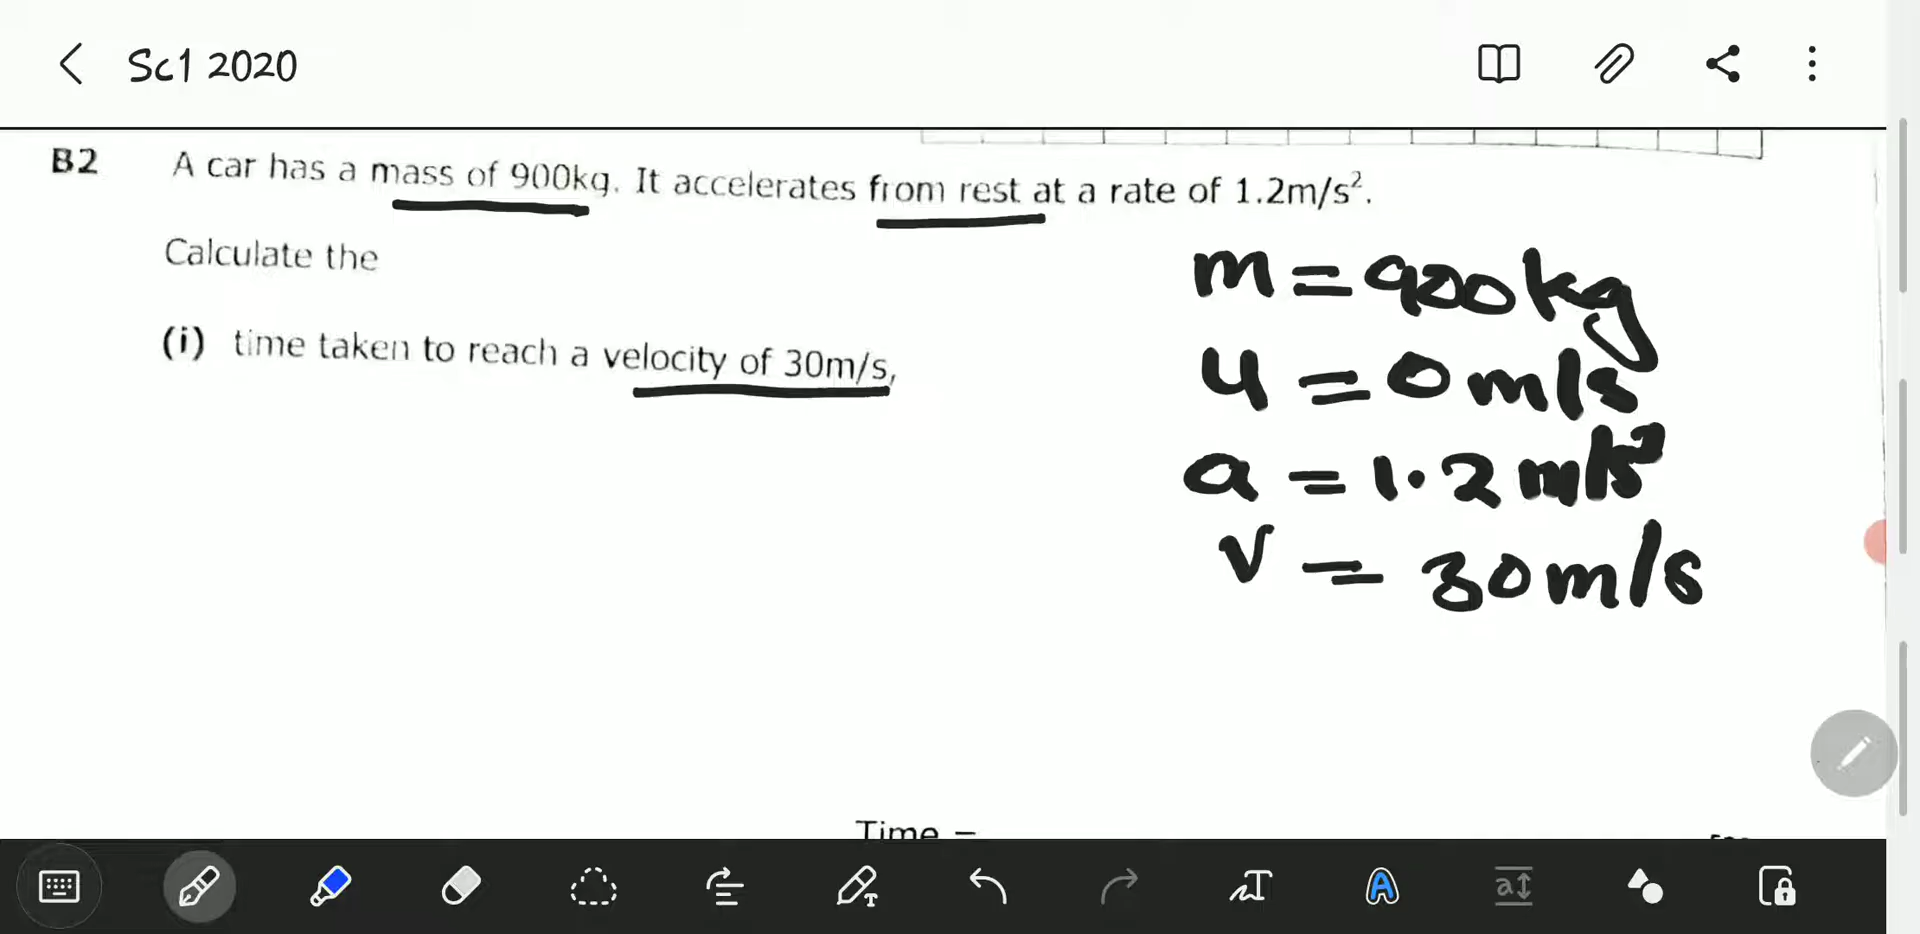 Sc1 2020
B2 A car has a mass of 900kg. It accelerates from rest at a rate of 1.2m/s².
Calculate the
(i) time taken to reach a velocity of 30m/s,
m = 900kg
u = 0 m/s
a = 1.2 m/s²
v = 30m/s
Time =